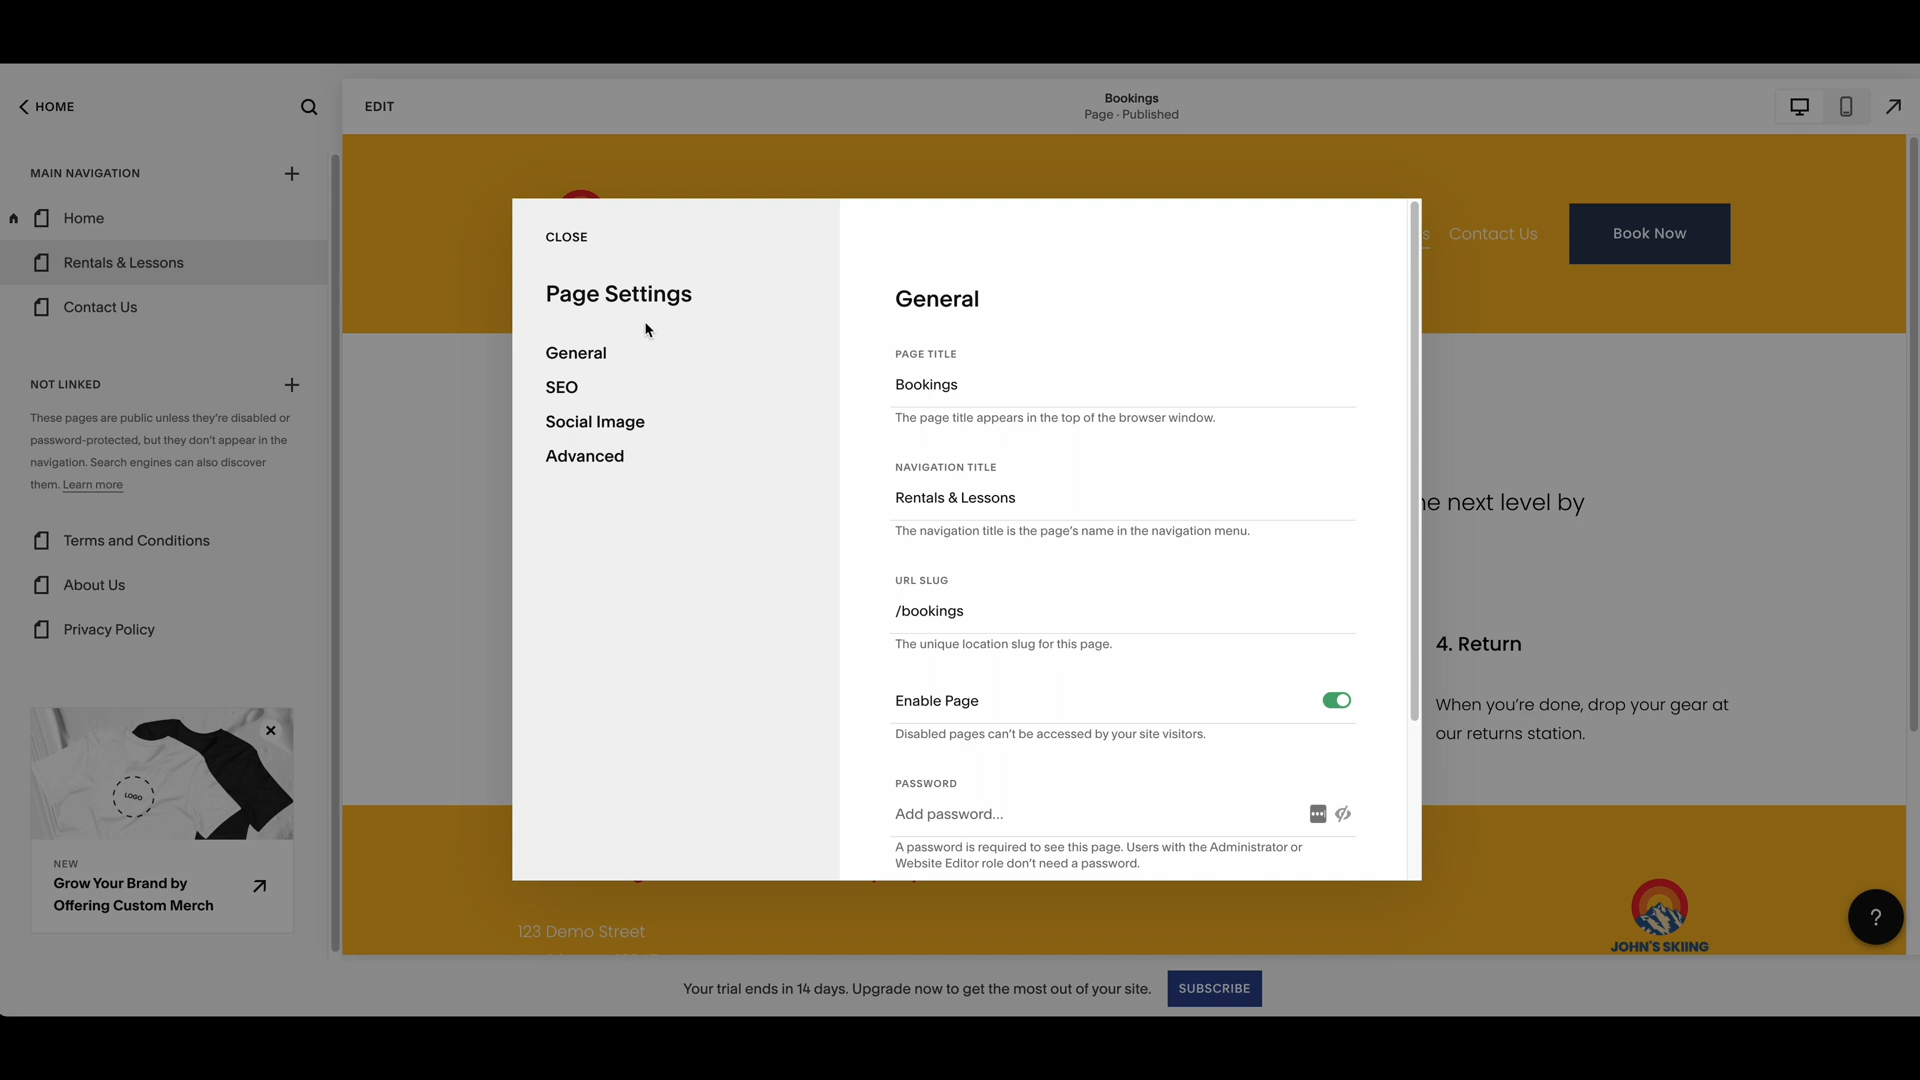 HOME
MAIN NAVIGATION
Home
Rentals & Lessons
Contact Us
NOT LINKED
These pages are public unless they're disabled or
password-protected, but they don't appear in the
navigation. Search engines can also discover
them. Learn more
Terms and Conditions
About Us
Privacy Policy
LOGO
NEW
Grow Your Brand by
Offering Custom Merch
EDIT
Bookings
Page · Published
s
Contact Us
Book Now
CLOSE
Page Settings
General
SEO
Social Image
Advanced
General
PAGE TITLE
Bookings
The page title appears in the top of the browser window.
NAVIGATION TITLE
Rentals & Lessons
The navigation title is the page's name in the navigation menu.
URL SLUG
/bookings
The unique location slug for this page.
Enable Page
Disabled pages can't be accessed by your site visitors.
PASSWORD
Add password...
A password is required to see this page. Users with the Administrator or
Website Editor role don't need a password.
next level by
4. Return
When you're done, drop your gear at
our returns station.
123 Demo Street
JOHN'S SKIING
?
Your trial ends in 14 days. Upgrade now to get the most out of your site.
SUBSCRIBE